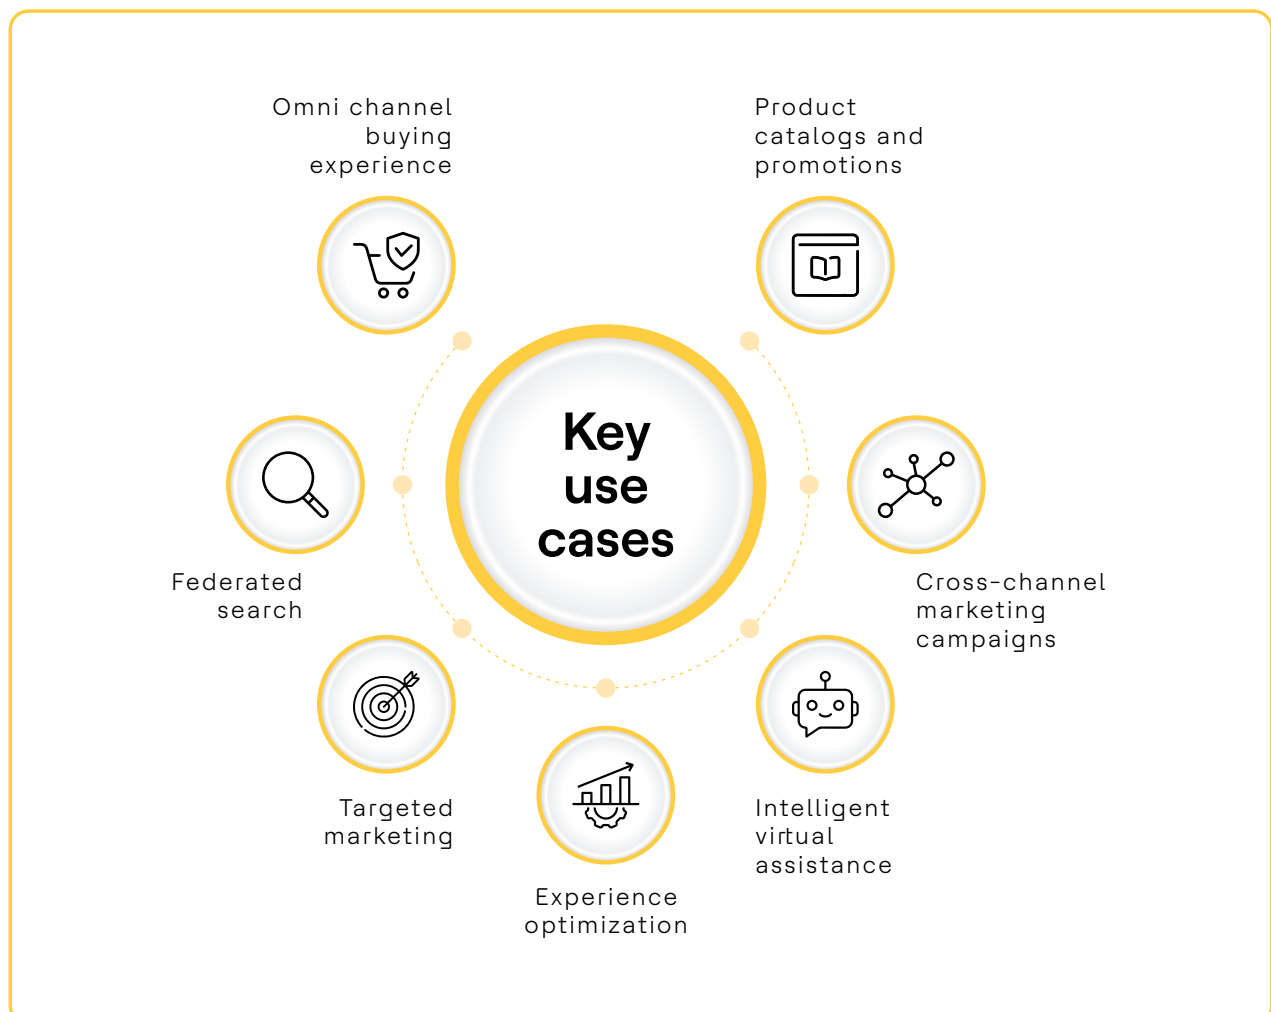 Omni channel
buying
experience
Product
catalogs and
promotions
Key
use
cases
Federated
search
Cross-channel
marketing
campaigns
Targeted
marketing
Intelligent
virtual
assistance
Experience
optimization